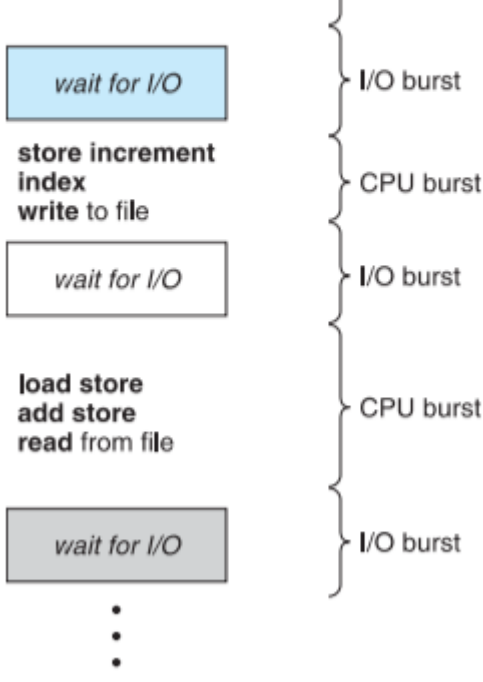 wait for I/O
I/O burst
store increment
index
write to file
CPU burst
wait for I/O
I/O burst
load store
add store
read from file
CPU burst
wait for I/O
I/O burst